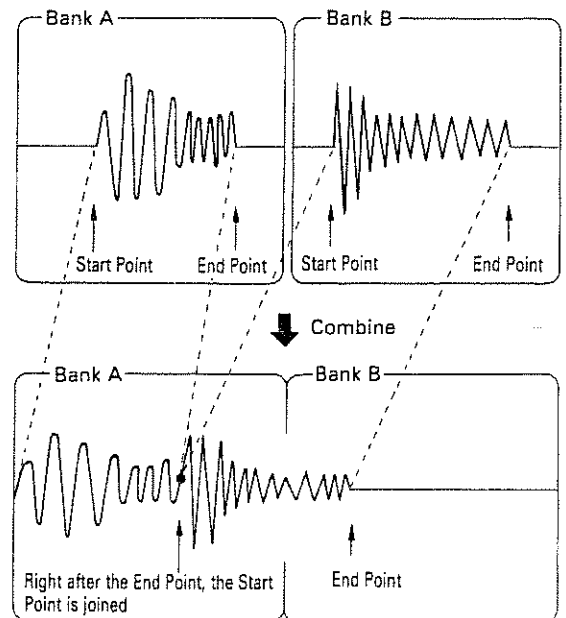 Bank A
Bank B
Start Point
End Point
Start Point
End Point
Combine
Bank A
Bank B
Right after the End Point, the Start
Point is joined
End Point